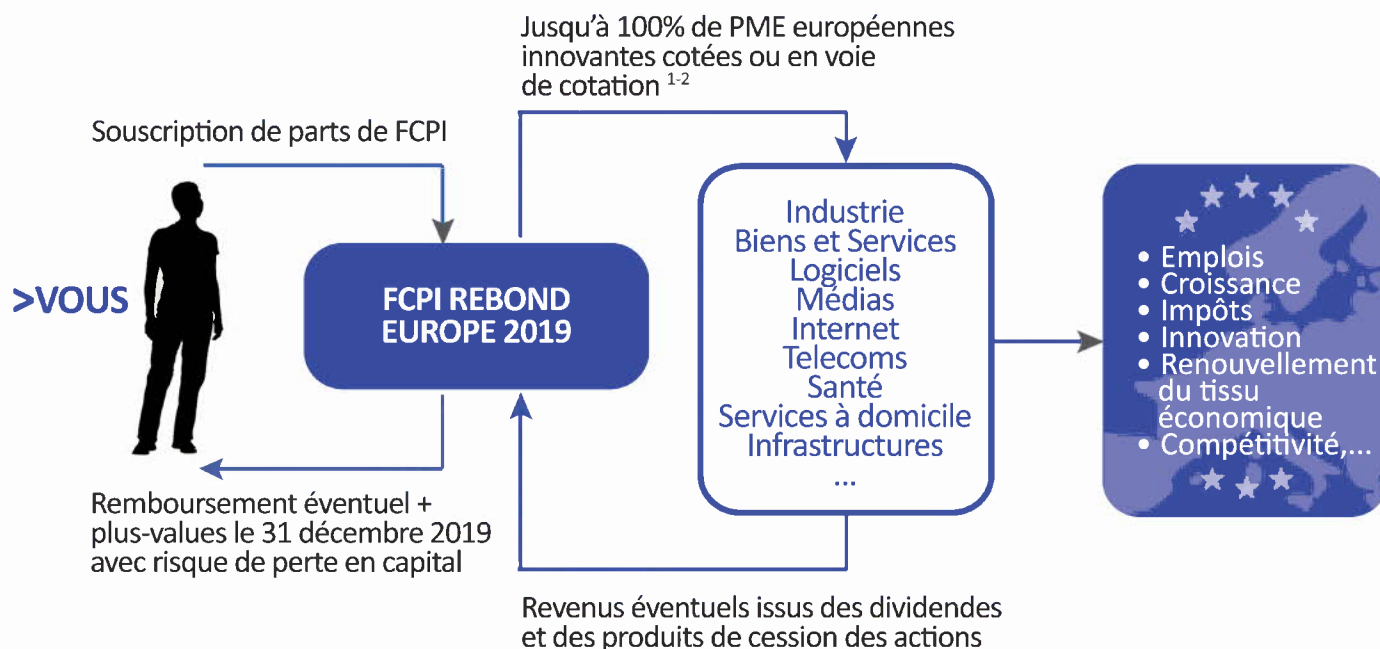 Jusqu'à 100% de PME européennes
innovantes cotées ou en voie
de cotation 1-2
Souscription de parts de FCPI
>VOUS
FCPI REBOND
EUROPE 2019
Industrie
Biens et Services
Logiciels
Médias
Internet
Telecoms
Santé
Services à domicile
Infrastructures
...
• Emplois
• Croissance
• Impôts
• Innovation
• Renouvellement
du tissu
économique
• Compétitivité,...
Remboursement éventuel +
plus-values le 31 décembre 2019
avec risque de perte en capital
Revenus éventuels issus des dividendes
et des produits de cession des actions